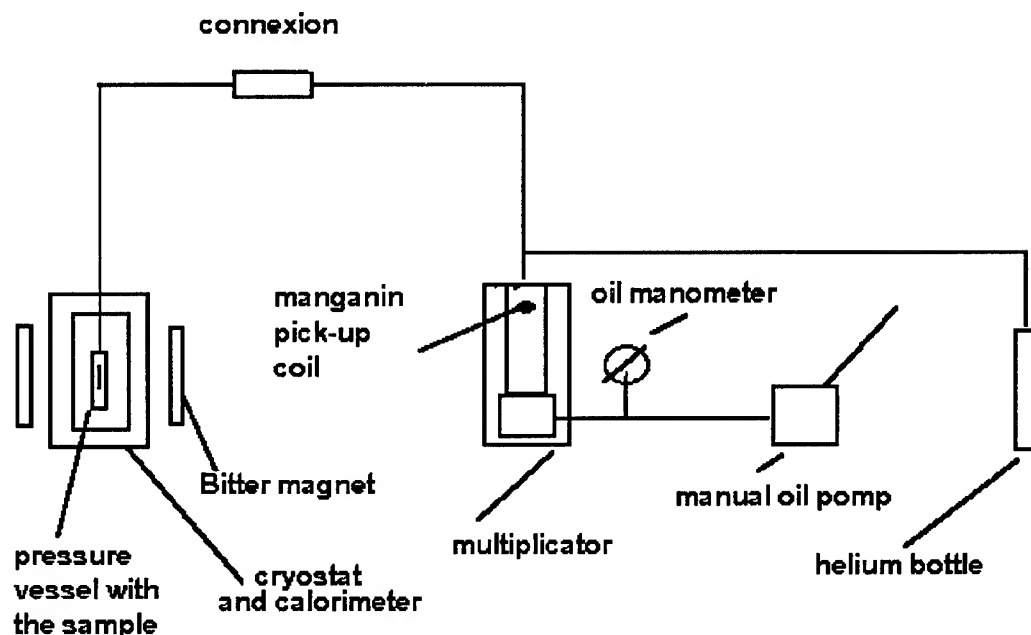 connexion
manganin
pick-up
coil
oil manometer
Bitter magnet
multiplicator
manual oil pomp
helium bottle
pressure
vessel with
the sample
cryostat
and calorimeter